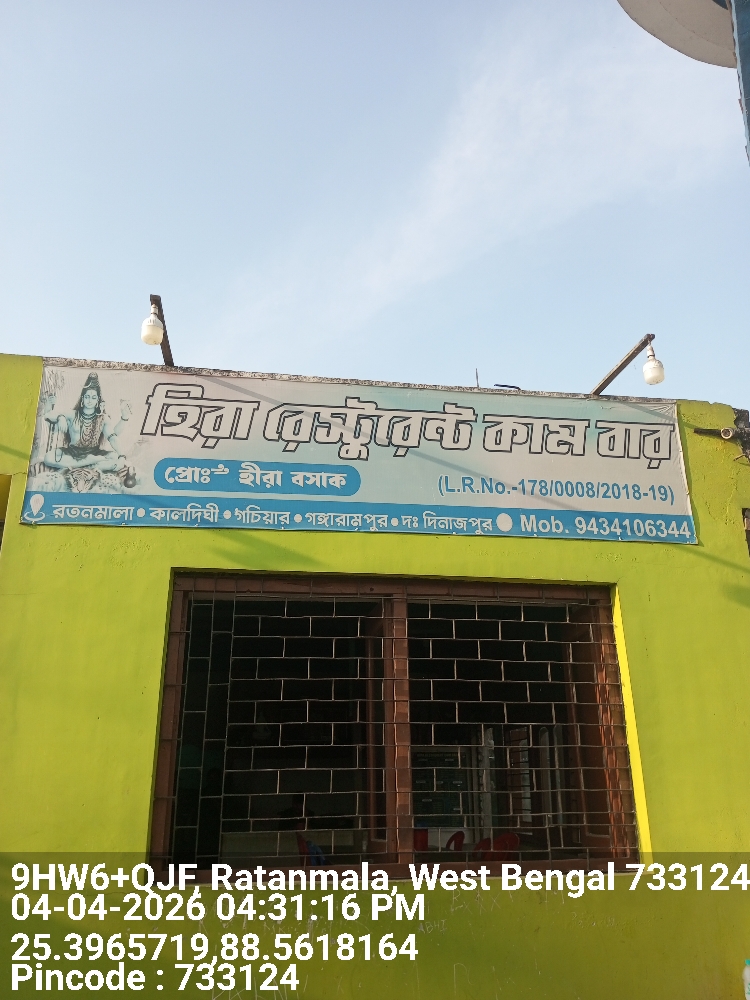 হিরা রেস্টুরেন্ট কাম বার
প্রোঃ হীরা বসাক
(L.R.No.-178/0008/2018-19)
রতনমালা • কালদিঘী • গচিয়ার • গঙ্গারামপুর • দঃ দিনাজপুর Mob. 9434106344
9HW6+QJF, Ratanmala, West Bengal 733124
04-04-2026 04:31:16 PM
25.3965719,88.5618164
Pincode : 733124